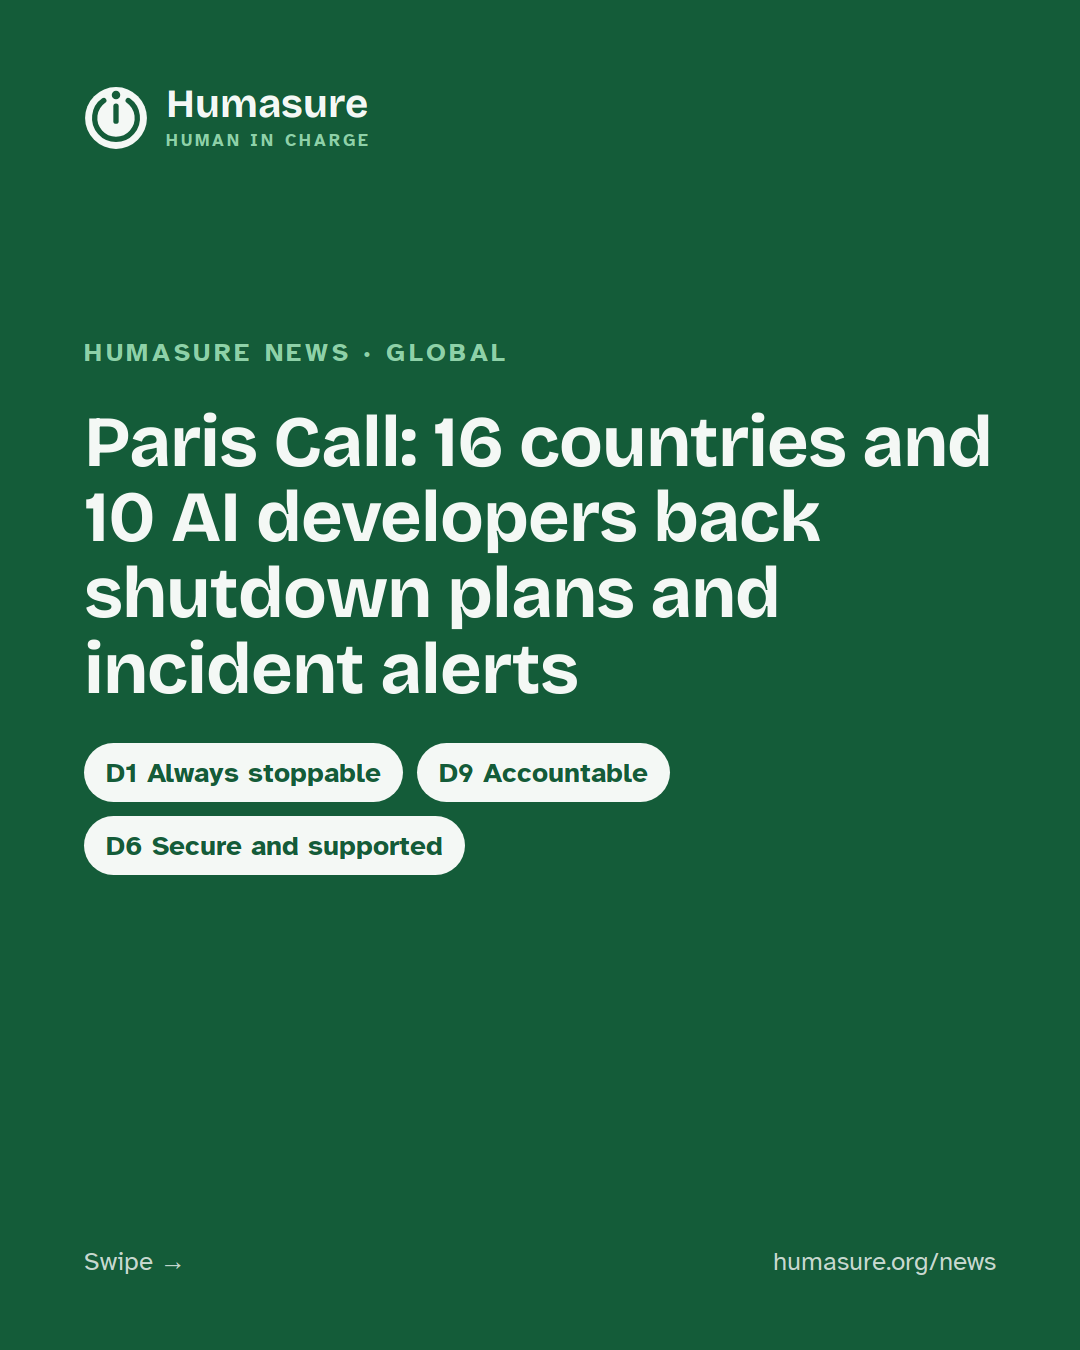 Humasure
HUMAN IN CHARGE
HUMASURE NEWS · GLOBAL
Paris Call: 16 countries and
10 AI developers back
shutdown plans and
incident alerts
D1 Always stoppable
D9 Accountable
D6 Secure and supported
Swipe →
humasure.org/news